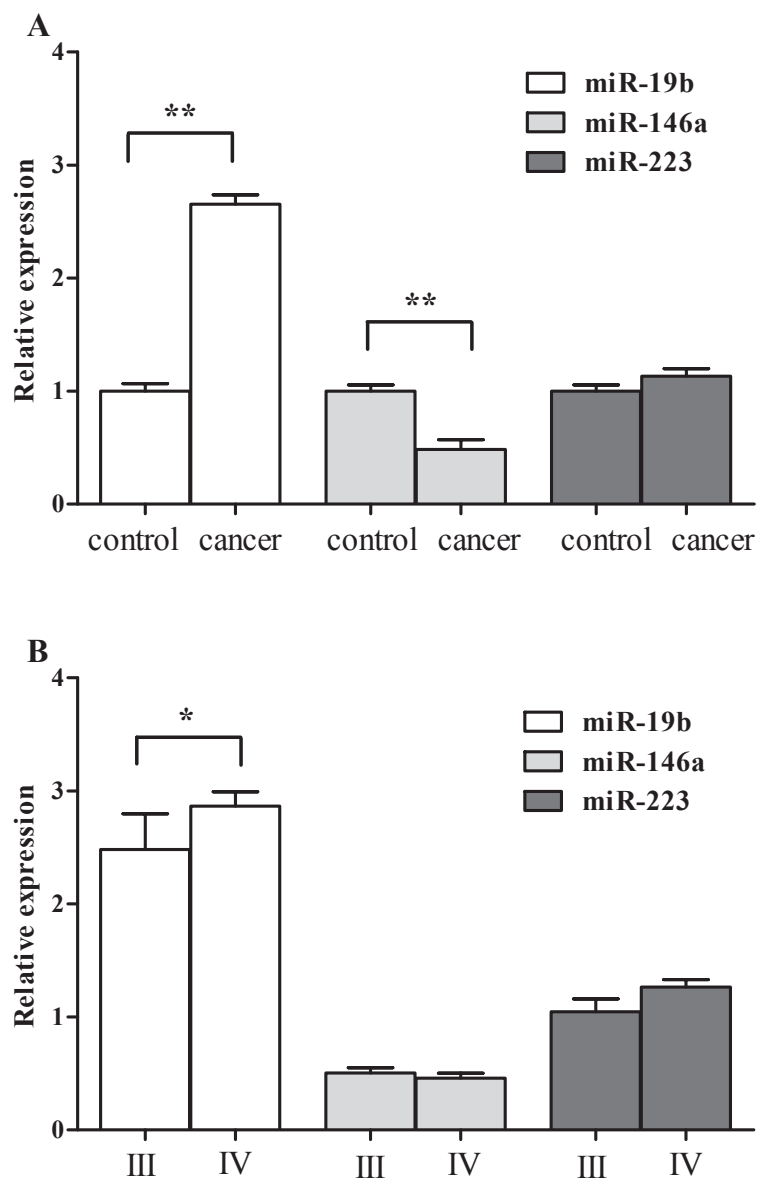 A
4
3
2
1
0
Relative expression
**
**
miR-19b
miR-146a
miR-223
control cancer control cancer control cancer
B
4
3
2
1
0
Relative expression
*
miR-19b
miR-146a
miR-223
III IV III IV III IV